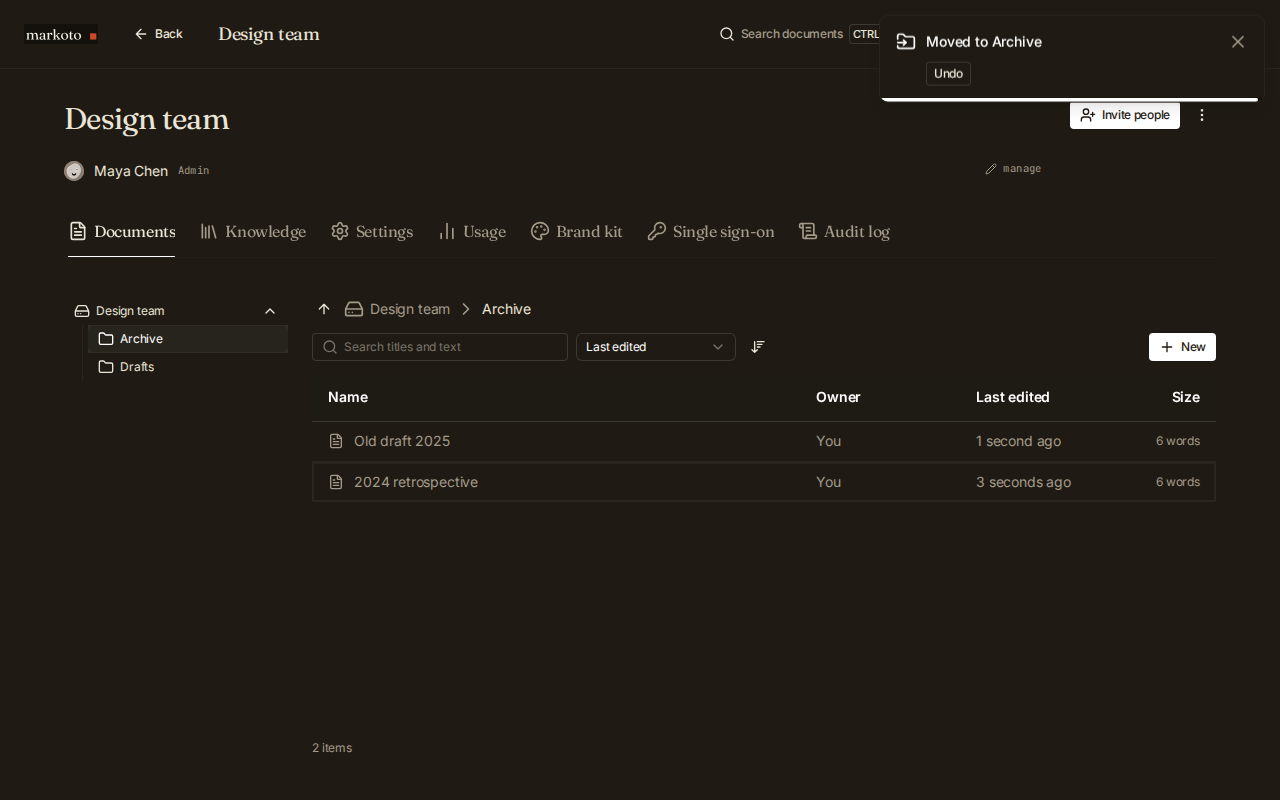 markoto
Back
Design team
Search documents CTRL
Moved to Archive
Undo
Design team
Invite people
Maya Chen Admin
manage
Documents
Knowledge
Settings
Usage
Brand kit
Single sign-on
Audit log
Design team
Archive
Drafts
Design team Archive
Search titles and text
Last edited
New
Name Owner Last edited Size
Old draft 2025 You 1 second ago 6 words
2024 retrospective You 3 seconds ago 6 words
2 items